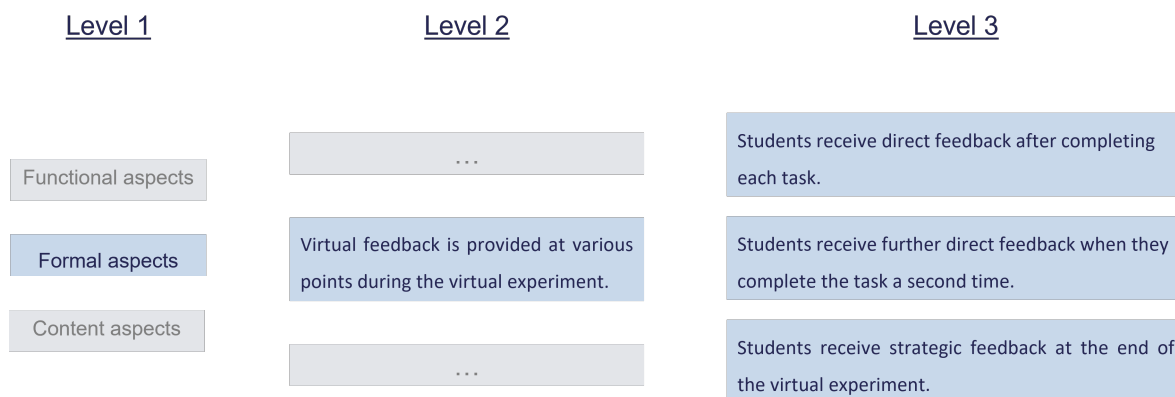 Level 1
Level 2
Level 3
Functional aspects
Formal aspects
Content aspects
...
Virtual feedback is provided at various
points during the virtual experiment.
...
Students receive direct feedback after completing
each task.
Students receive further direct feedback when they
complete the task a second time.
Students receive strategic feedback at the end of
the virtual experiment.